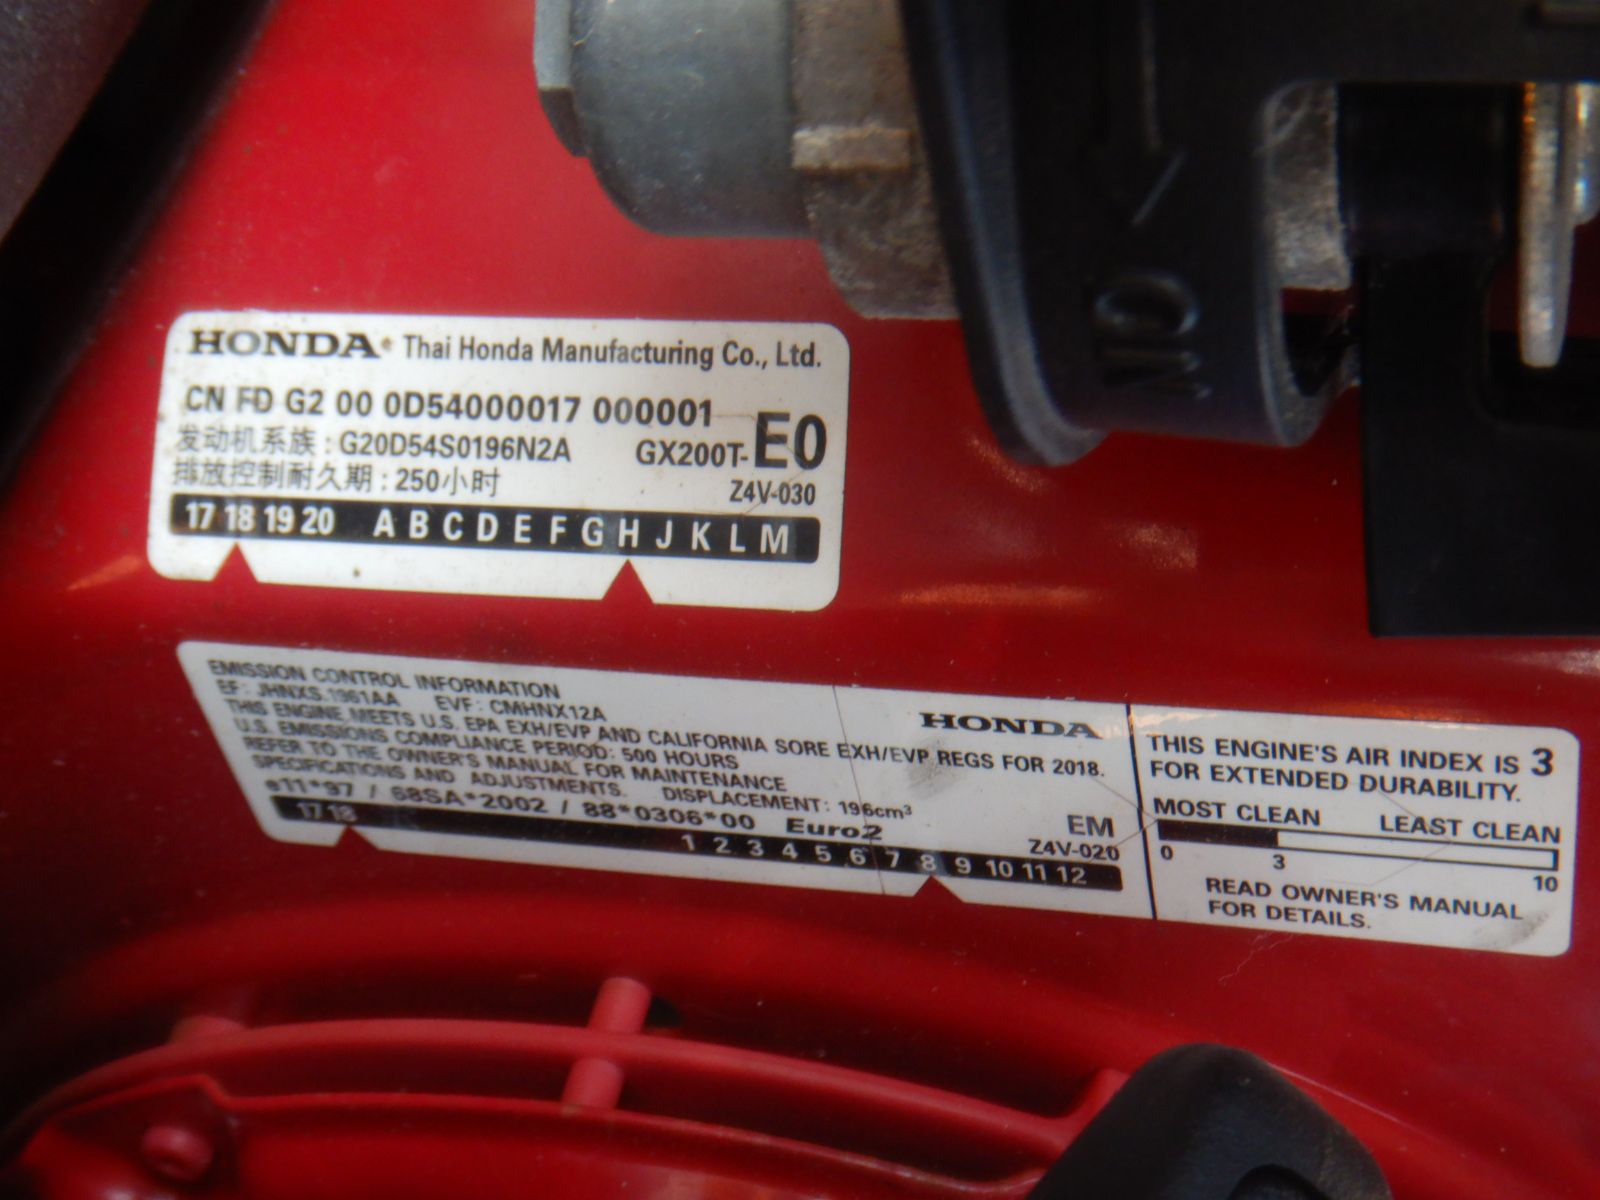 HONDA Thai Honda Manufacturing Co., Ltd.
CN FD G2 00 0D54000017 000001
发动机系族：G20D54S0196N2A GX200T-E0
排放控制耐久期：250小时 Z4V-030
17 18 19 20 A B C D E F G H J K L M
EMISSION CONTROL INFORMATION
EF: JHNXS.1961AA EVF: CMHNX12A
HONDA
THIS ENGINE MEETS U.S. EPA EXH/EVP AND CALIFORNIA SORE EXH/EVP REGS FOR 2018.
U.S. EMISSIONS COMPLIANCE PERIOD: 500 HOURS
REFER TO THE OWNER'S MANUAL FOR MAINTENANCE
SPECIFICATIONS AND ADJUSTMENTS. DISPLACEMENT: 196cm³
e11*97 / 68SA*2002 / 88*0306*00 Euro2 EM
Z4V-020
17 18 1 2 3 4 5 6 7 8 9 10 11 12
THIS ENGINE'S AIR INDEX IS 3
FOR EXTENDED DURABILITY.
MOST CLEAN LEAST CLEAN
0 3 10
READ OWNER'S MANUAL
FOR DETAILS.
ON